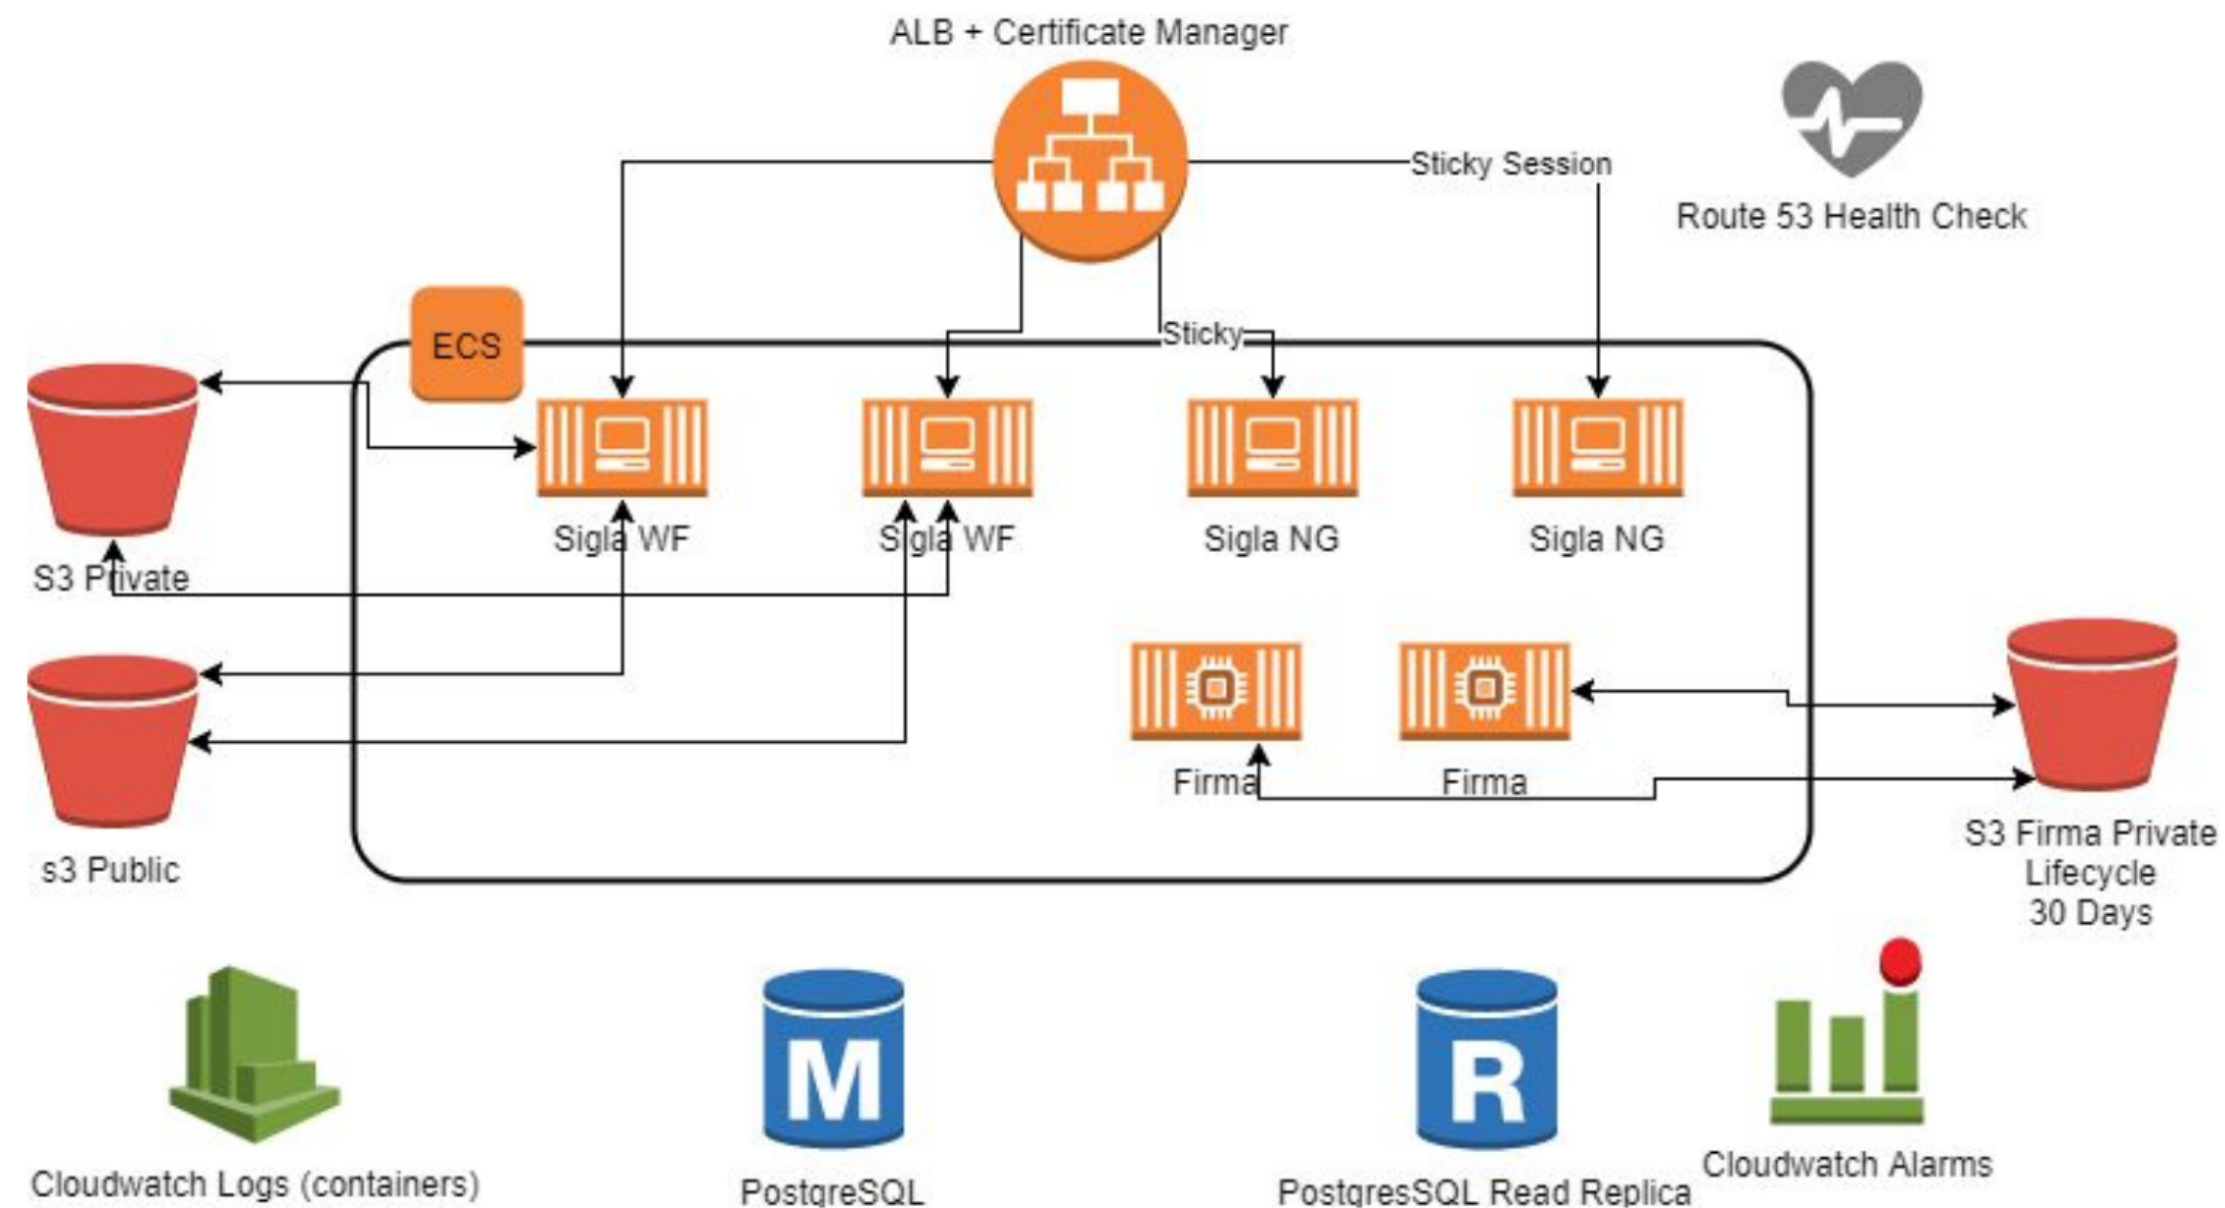 ALB + Certificate Manager
Sticky Session
Route 53 Health Check
ECS
Sticky
Sigla WF
Sigla WF
Sigla NG
Sigla NG
S3 Private
Firma
Firma
s3 Public
S3 Firma Private
Lifecycle
30 Days
M
R
Cloudwatch Logs (containers)
PostgreSQL
PostgresSQL Read Replica
Cloudwatch Alarms